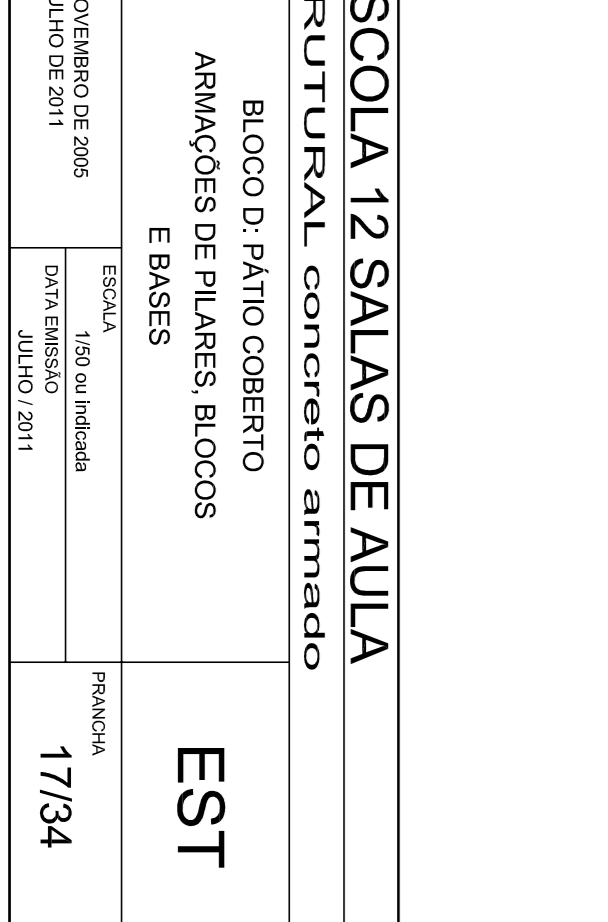 SCOLA 12 SALAS DE AULA
RUTURAL concreto armado
BLOCO D: PÁTIO COBERTO
ARMAÇÕES DE PILARES, BLOCOS
E BASES
EST
OVEMBRO DE 2005
ULHO DE 2011
ESCALA
1/50 ou indicada
DATA EMISSÃO
JULHO / 2011
PRANCHA
17/34